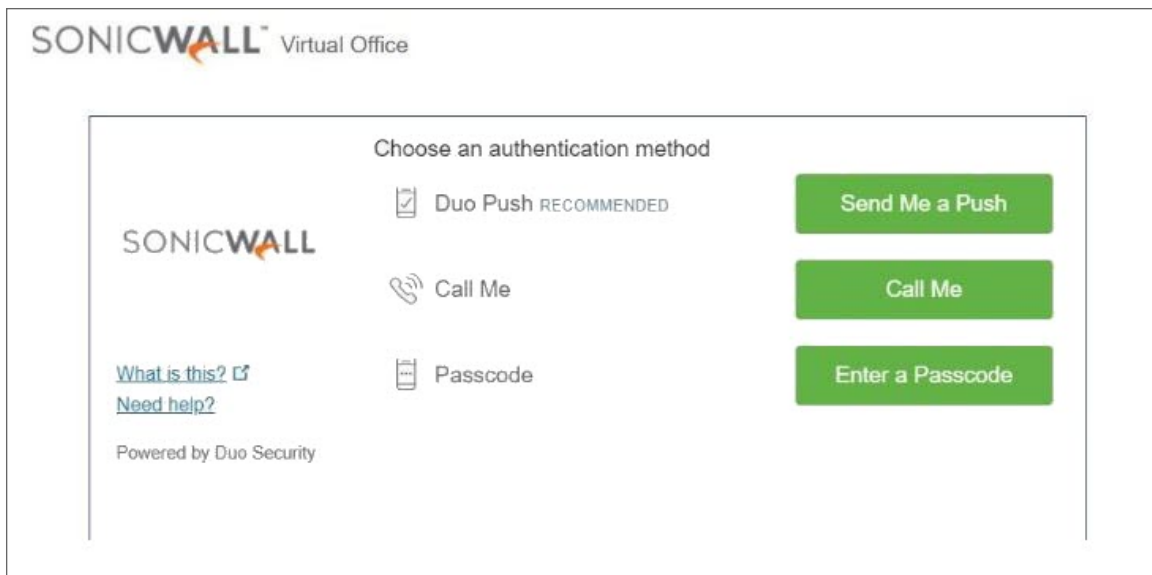 SONICWALL™ Virtual Office
Choose an authentication method
Duo Push RECOMMENDED
Send Me a Push
SONICWALL
Call Me
Call Me
What is this?
Passcode
Enter a Passcode
Need help?
Powered by Duo Security